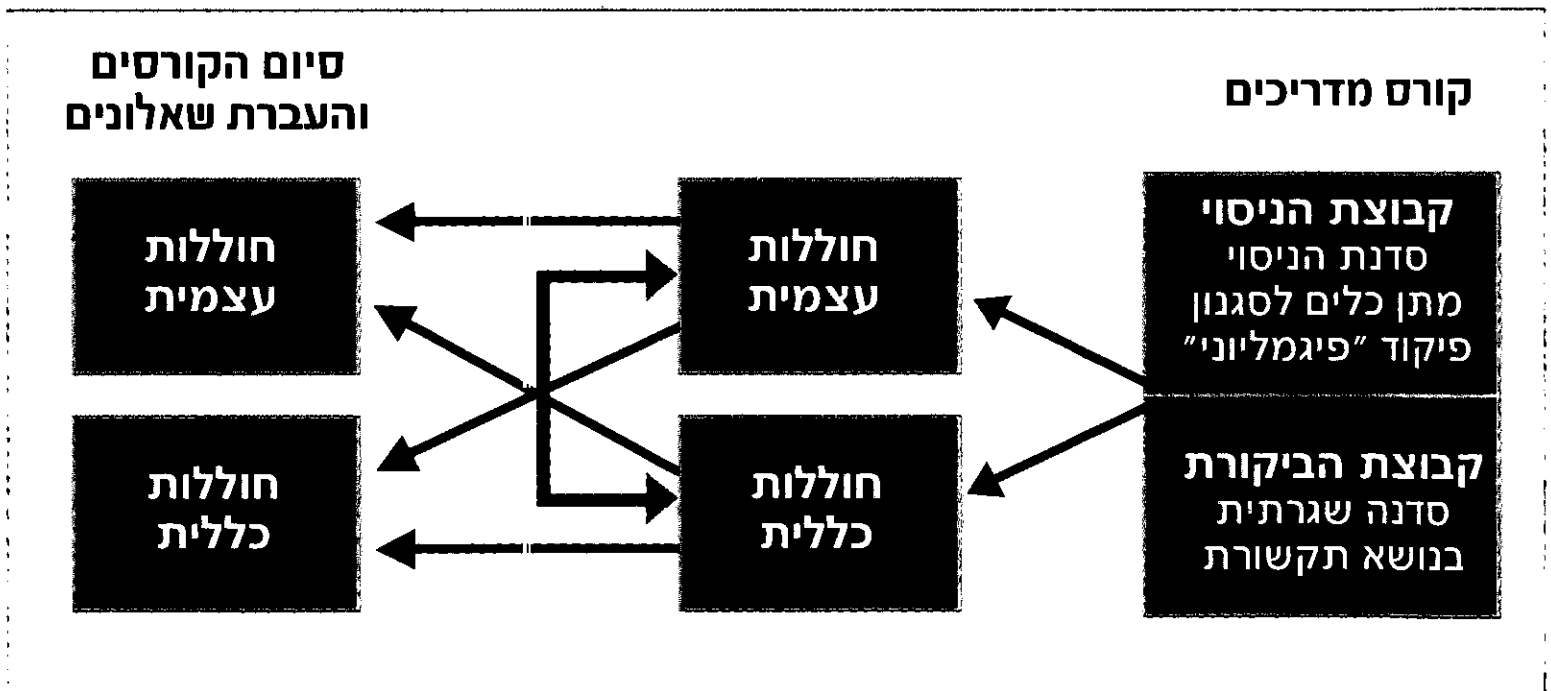 קורס מדריכים
קבוצת הניסוי
סדנת הניסוי
מתן כלים לסגנון
פיקוד "פיגמליוני"
קבוצת הביקורת
סדנה שגרתית
בנושא תקשורת
חוללות
עצמית
חוללות
כללית
סיום הקורסים
והעברת שאלונים
חוללות
עצמית
חוללות
כללית